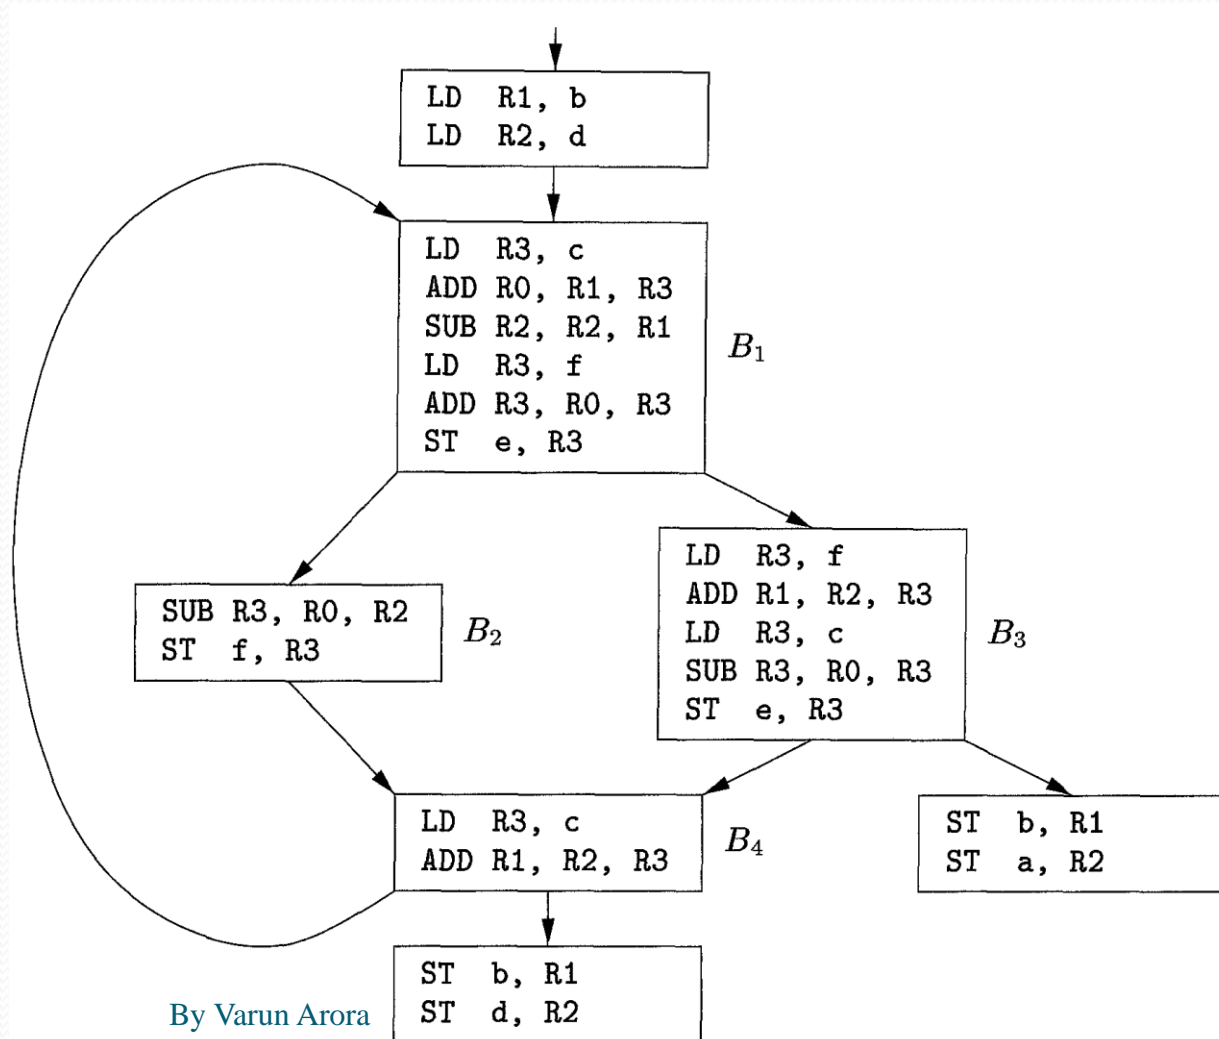 LD R1, b
LD R2, d
LD R3, c
ADD R0, R1, R3
SUB R2, R2, R1
LD R3, f
ADD R3, R0, R3
ST e, R3
B₁
SUB R3, R0, R2
ST f, R3
B₂
LD R3, f
ADD R1, R2, R3
LD R3, c
SUB R3, R0, R3
ST e, R3
B₃
LD R3, c
ADD R1, R2, R3
B₄
ST b, R1
ST a, R2
ST b, R1
ST d, R2
By Varun Arora